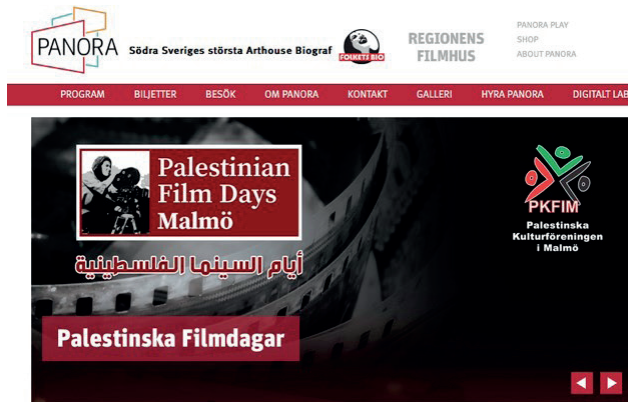 PANORA
Södra Sveriges största Arthouse Biograf
FOLKETS BIO
REGIONENS
FILMHUS
PANORA PLAY
SHOP
ABOUT PANORA
PROGRAM BILJETTER BESÖK OM PANORA KONTAKT GALLERI HYRA PANORA DIGITALT LAB
Palestinian
Film Days
Malmö
أيام السينما الفلسطينية
PKFIM
Palestinska
Kulturföreningen
i Malmö
Palestinska Filmdagar